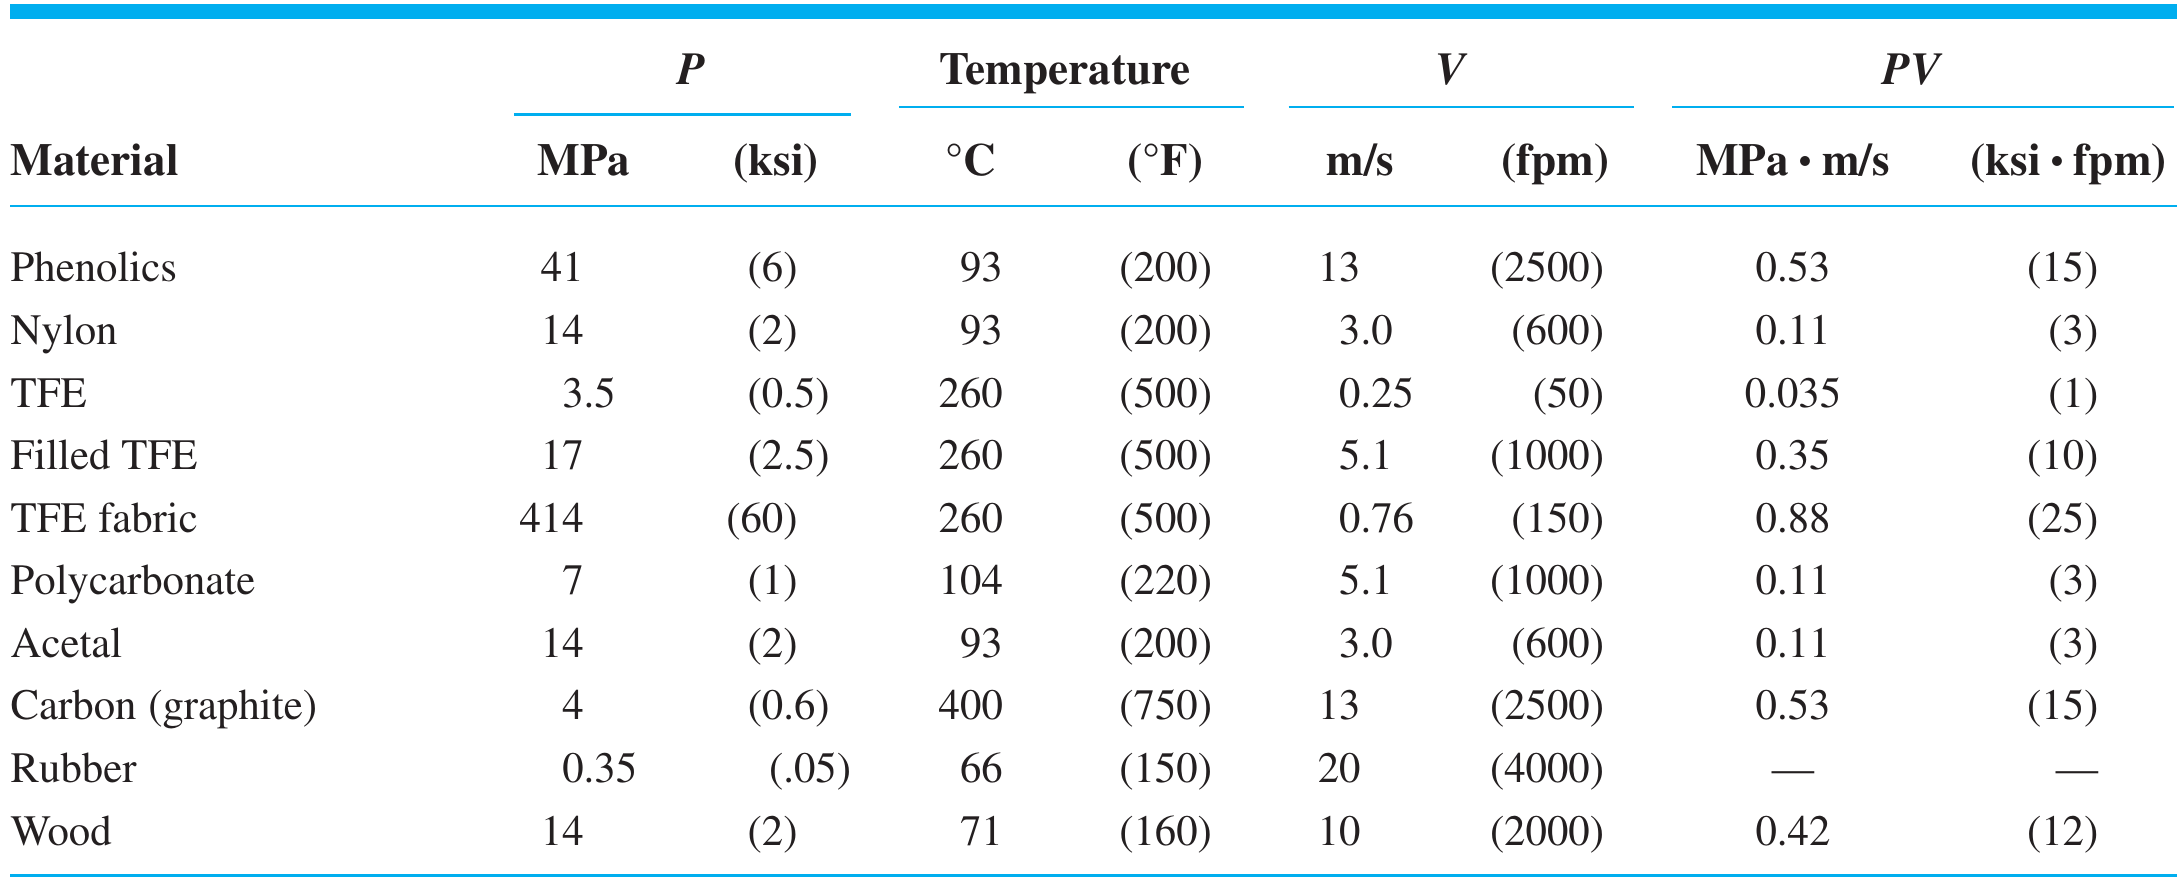 P Temperature V PV
Material MPa (ksi) °C (°F) m/s (fpm) MPa · m/s (ksi · fpm)
Phenolics 41 (6) 93 (200) 13 (2500) 0.53 (15)
Nylon 14 (2) 93 (200) 3.0 (600) 0.11 (3)
TFE 3.5 (0.5) 260 (500) 0.25 (50) 0.035 (1)
Filled TFE 17 (2.5) 260 (500) 5.1 (1000) 0.35 (10)
TFE fabric 414 (60) 260 (500) 0.76 (150) 0.88 (25)
Polycarbonate 7 (1) 104 (220) 5.1 (1000) 0.11 (3)
Acetal 14 (2) 93 (200) 3.0 (600) 0.11 (3)
Carbon (graphite) 4 (0.6) 400 (750) 13 (2500) 0.53 (15)
Rubber 0.35 (.05) 66 (150) 20 (4000) — —
Wood 14 (2) 71 (160) 10 (2000) 0.42 (12)